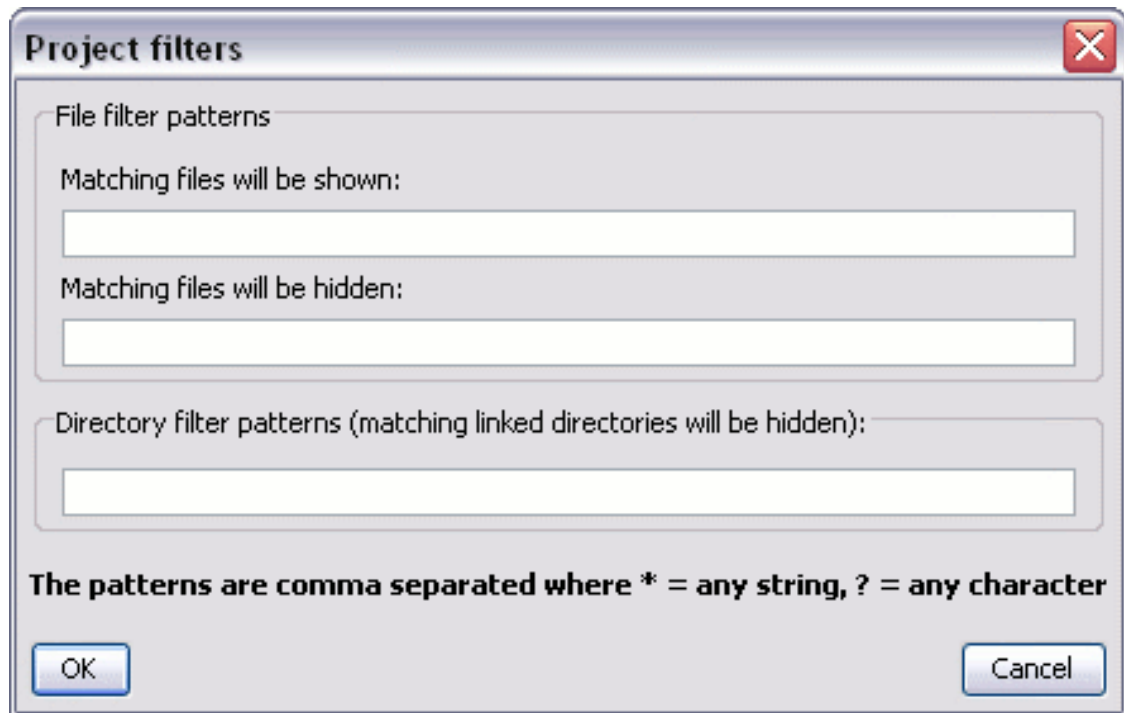 Project filters
File filter patterns
Matching files will be shown:
Matching files will be hidden:
Directory filter patterns (matching linked directories will be hidden):
The patterns are comma separated where * = any string, ? = any character
OK
Cancel